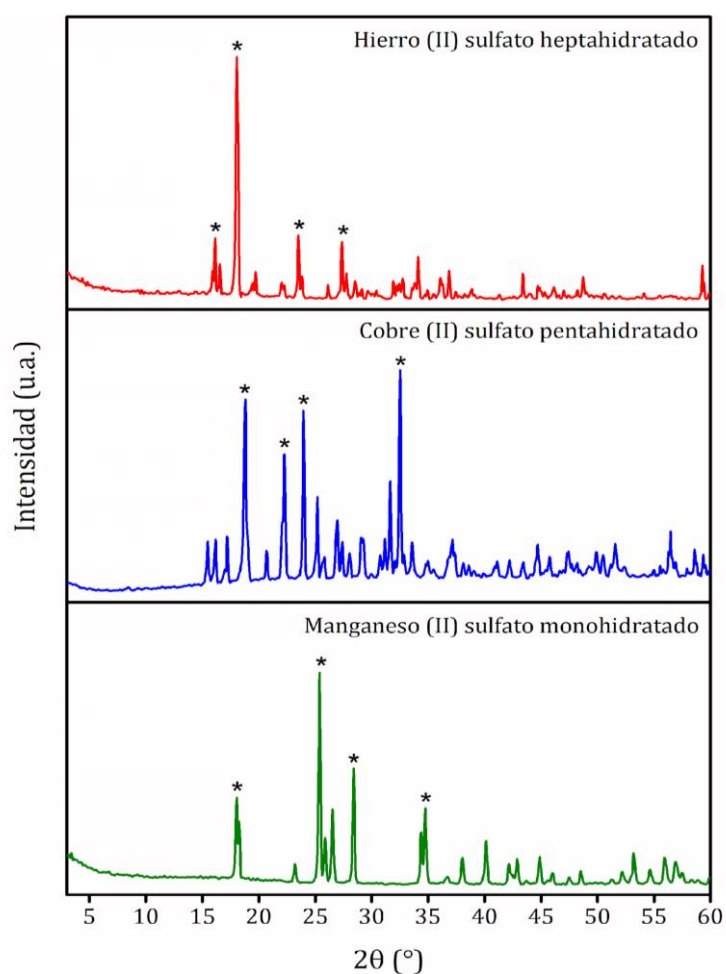 Hierro (II) sulfato heptahidratado
*
*
*
*
Cobre (II) sulfato pentahidratado
*
*
*
*
Manganeso (II) sulfato monohidratado
*
*
*
*
Intensidad (u.a.)
5 10 15 20 25 30 35 40 45 50 55 60
2θ (°)